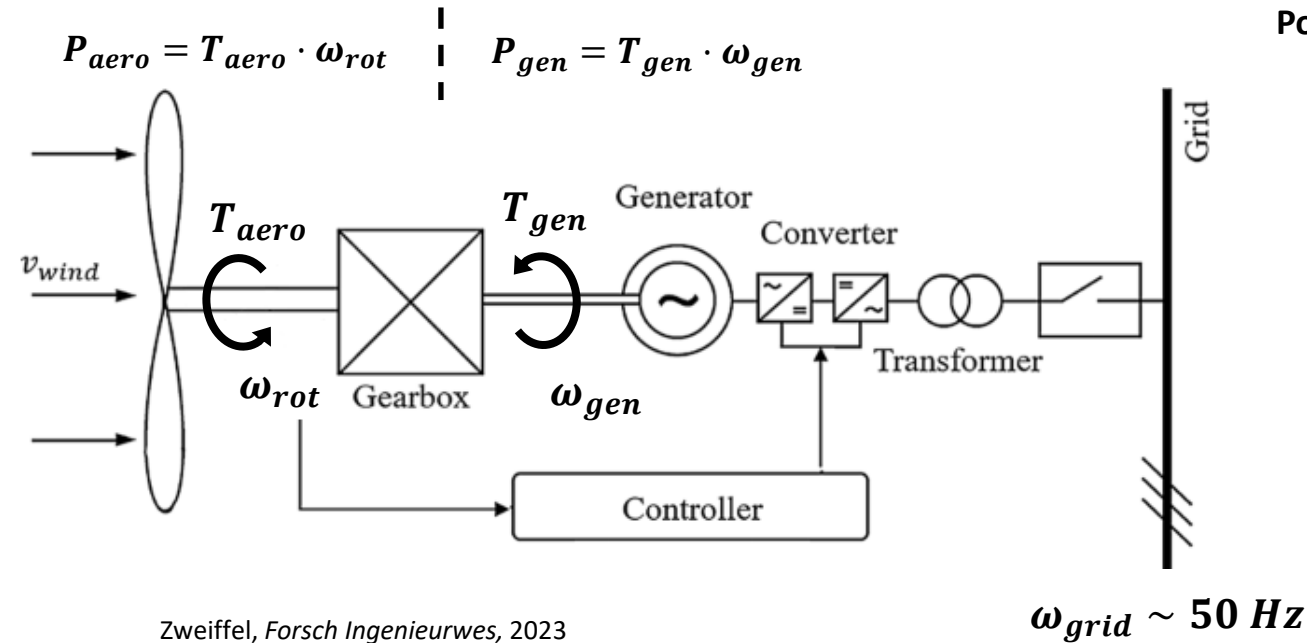 P_aero = T_aero · ω_rot
P_gen = T_gen · ω_gen
Po
Grid
Generator
T_aero
T_gen
Converter
v_wind
~
~
=
=
~
Transformer
ω_rot
Gearbox
ω_gen
Controller
ω_grid ~ 50 Hz
Zweiffel, Forsch Ingenieurwes, 2023